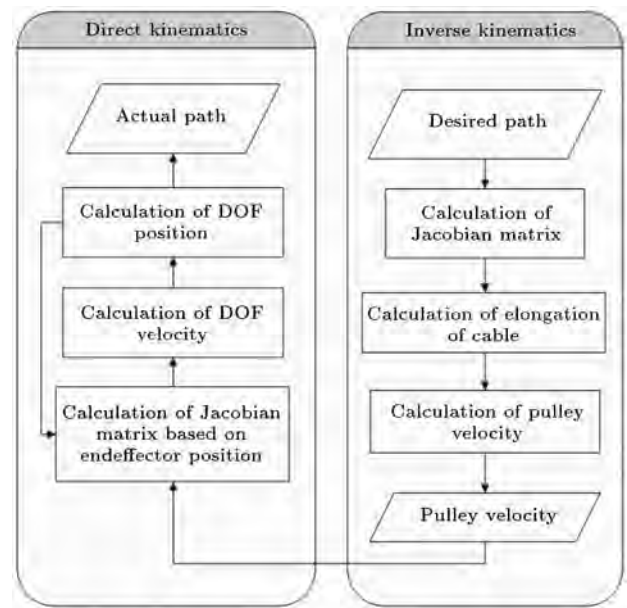 Direct kinematics
Actual path
Calculation of DOF
position
Calculation of DOF
velocity
Calculation of Jacobian
matrix based on
endeffector position
Inverse kinematics
Desired path
Calculation of
Jacobian matrix
Calculation of elongation
of cable
Calculation of pulley
velocity
Pulley velocity